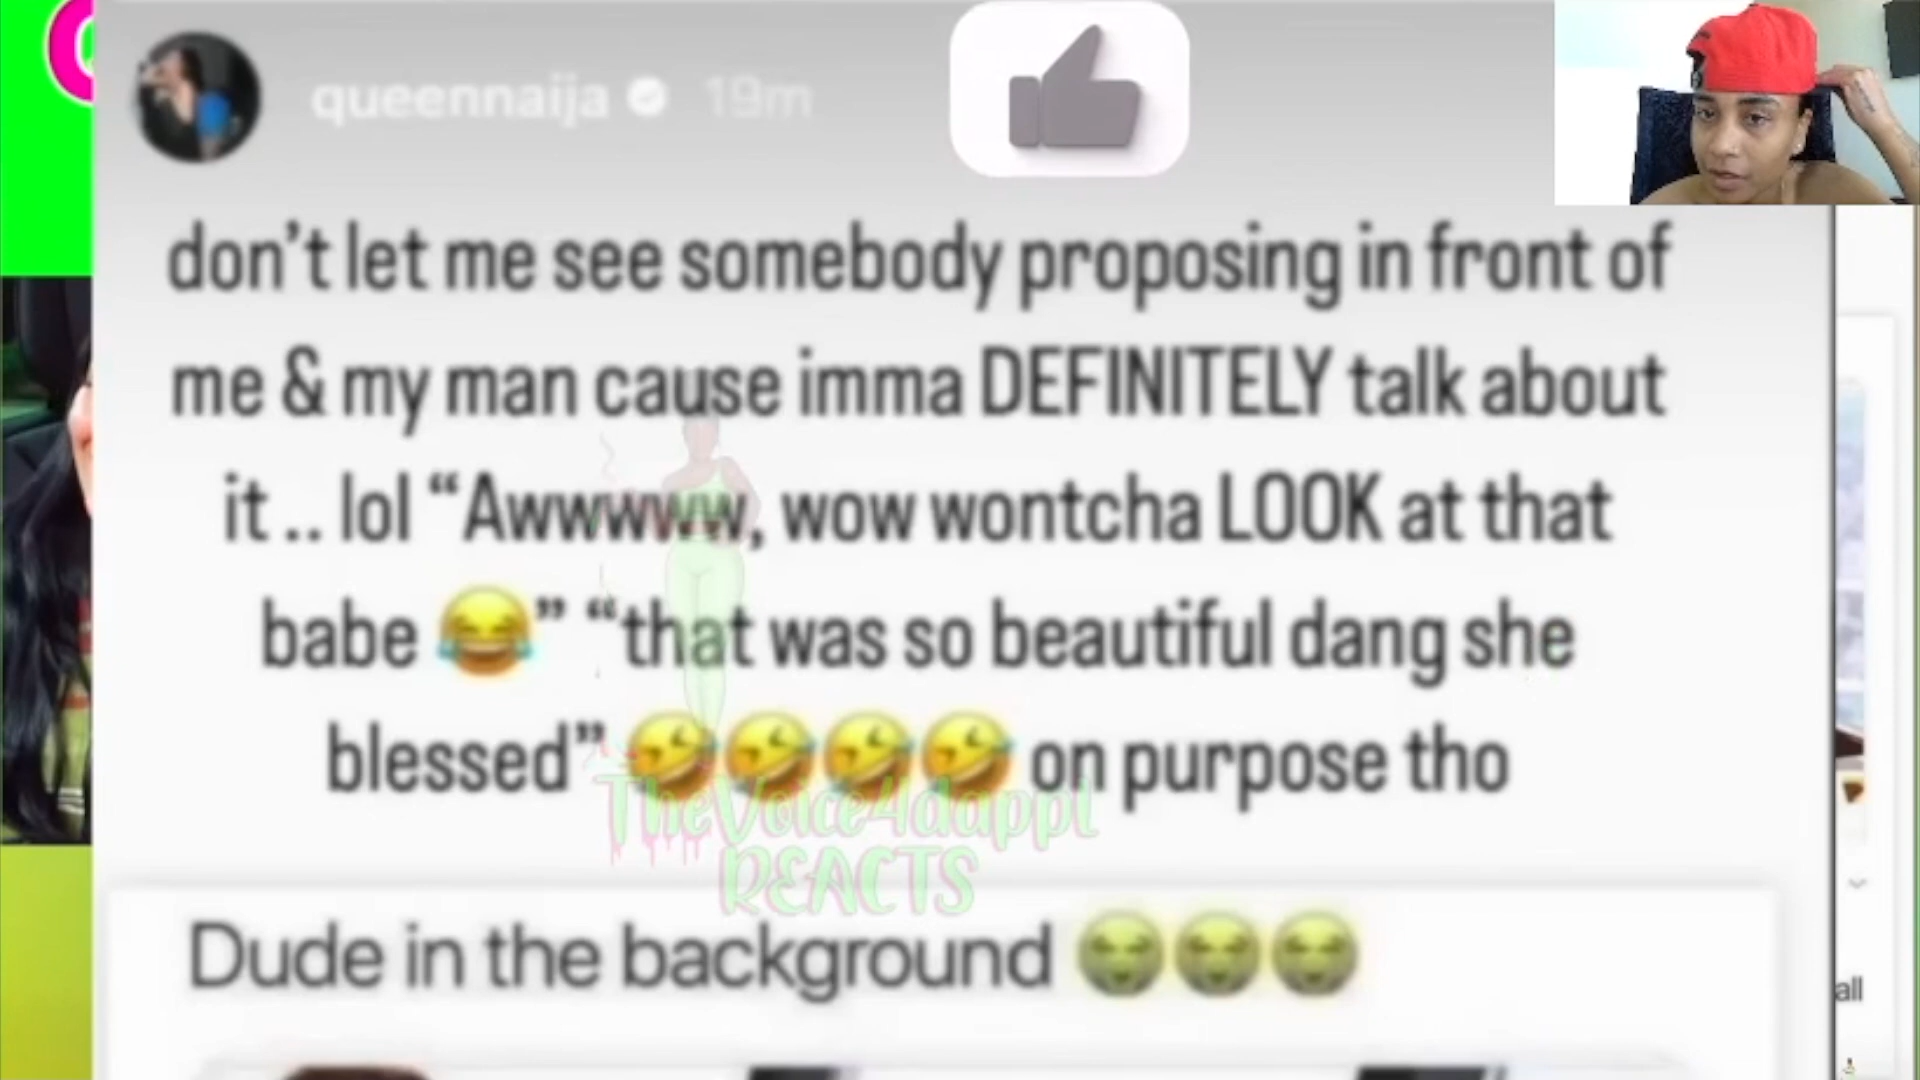 queennaija 19m
don't let me see somebody proposing in front of
me & my man cause imma DEFINITELY talk about
it .. lol “Awwwww, wow wontcha LOOK at that
babe 😂” “that was so beautiful dang she
blessed” 🤣🤣🤣🤣 on purpose tho
TheVoice4dappl
REACTS
Dude in the background 😭😭😭
all